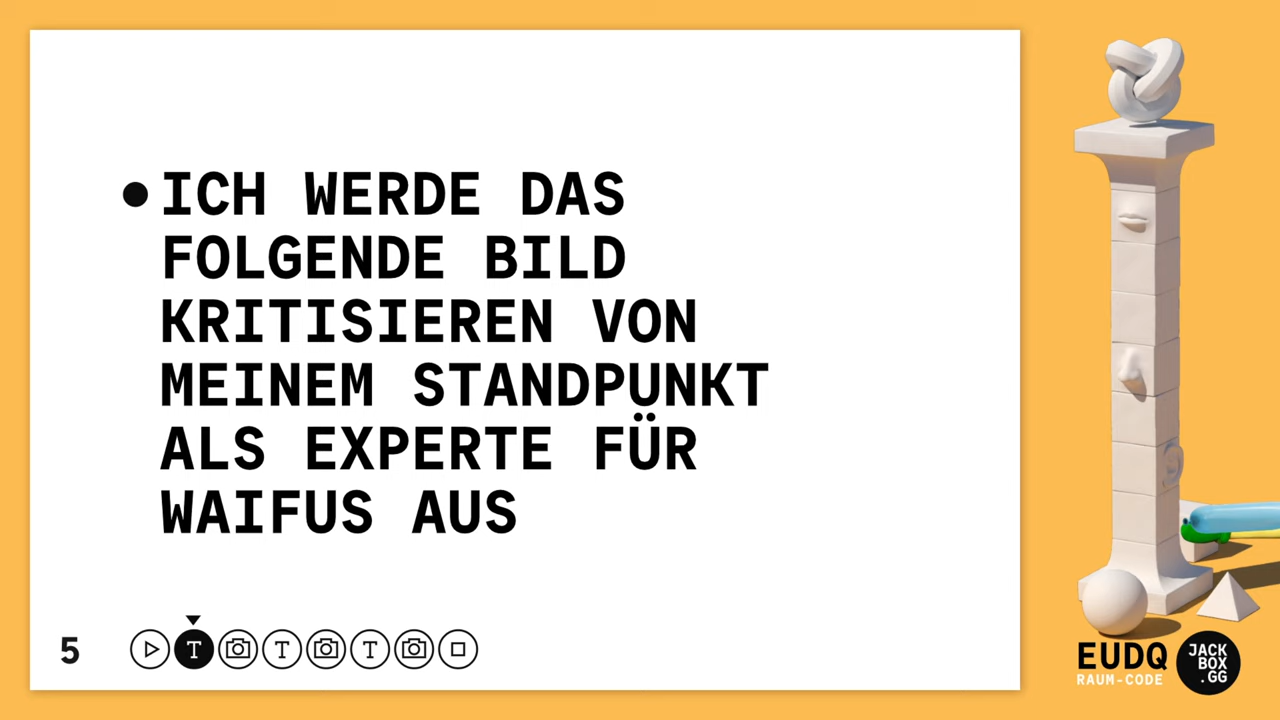 ● ICH WERDE DAS
FOLGENDE BILD
KRITISIEREN VON
MEINEM STANDPUNKT
ALS EXPERTE FÜR
WAIFUS AUS
5
T T T
EUDQ
RAUM-CODE
JACK
BOX
.GG